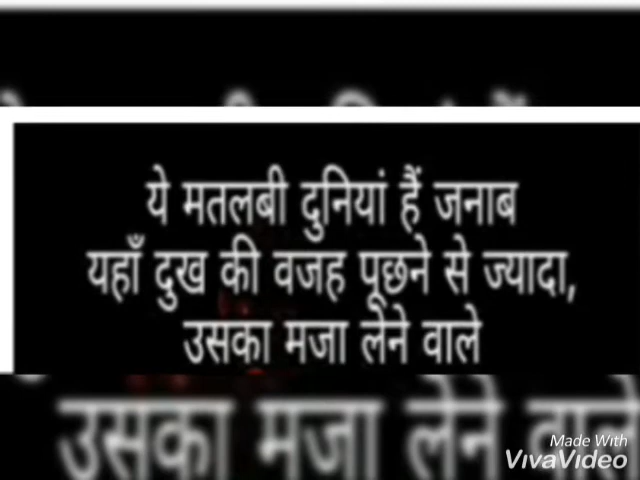 ये मतलबी दुनियां हैं जनाब
यहाँ दुख की वजह पूछने से ज्यादा,
उसका मजा लेने वाले
उसका मजा लेने वाले
Made With
VivaVideo